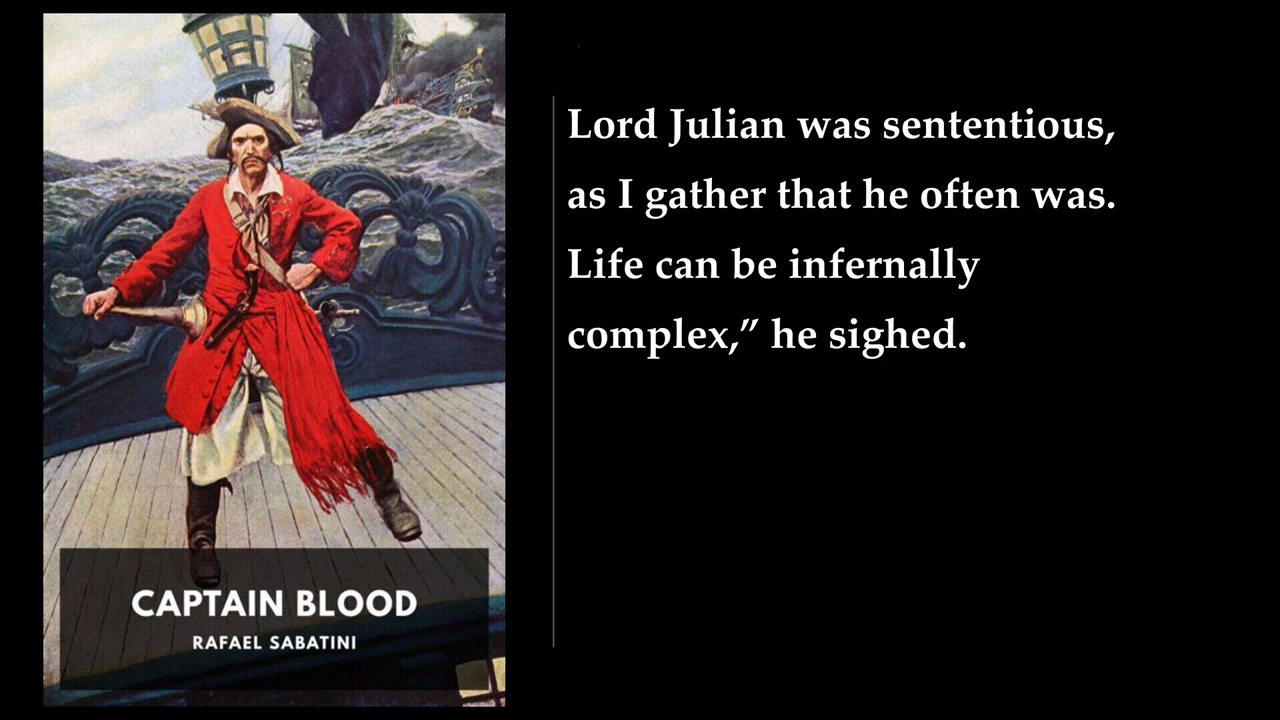 Lord Julian was sententious,
as I gather that he often was.
Life can be infernally
complex,” he sighed.
CAPTAIN BLOOD
RAFAEL SABATINI